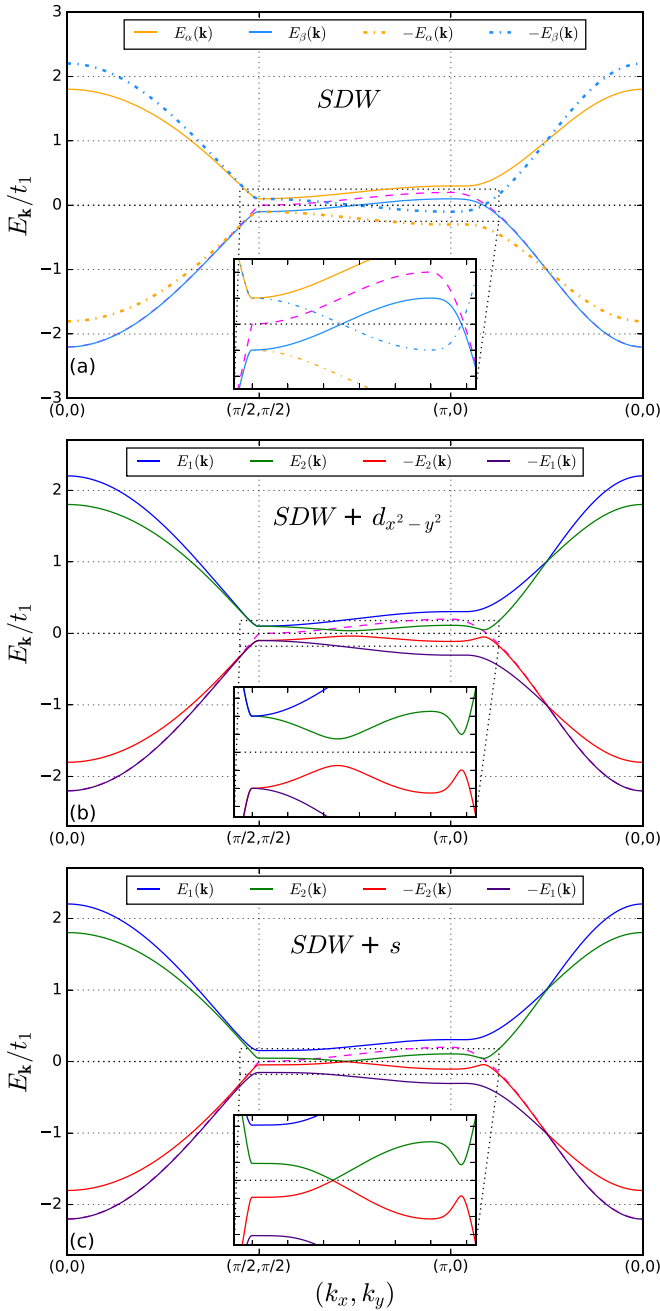 E_α(k) E_β(k) −E_α(k) −E_β(k)
SDW
3
2
1
0
−1
−2
−3
E_k/t_1
(a)
(0,0) (π/2,π/2) (π,0) (0,0)
E_1(k) E_2(k) −E_2(k) −E_1(k)
SDW + d_{x²−y²}
2
1
0
−1
−2
E_k/t_1
(b)
(0,0) (π/2,π/2) (π,0) (0,0)
E_1(k) E_2(k) −E_2(k) −E_1(k)
SDW + s
2
1
0
−1
−2
E_k/t_1
(c)
(0,0) (π/2,π/2) (π,0) (0,0)
(k_x, k_y)